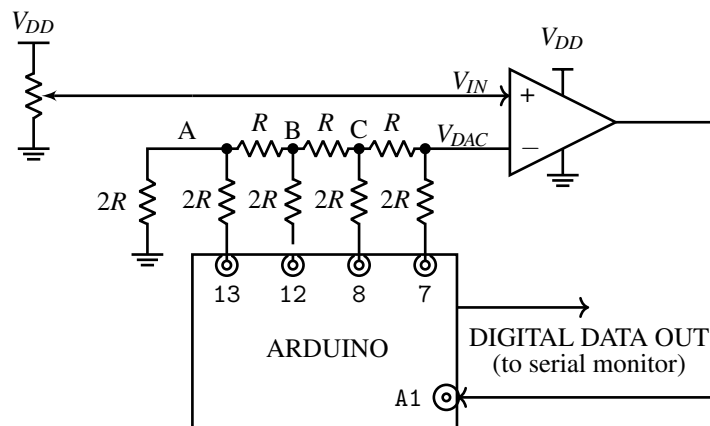 V_DD
V_DD
V_IN
+
A R B R C R V_DAC
−
2R 2R 2R 2R 2R
13 12 8 7
ARDUINO
DIGITAL DATA OUT
(to serial monitor)
A1